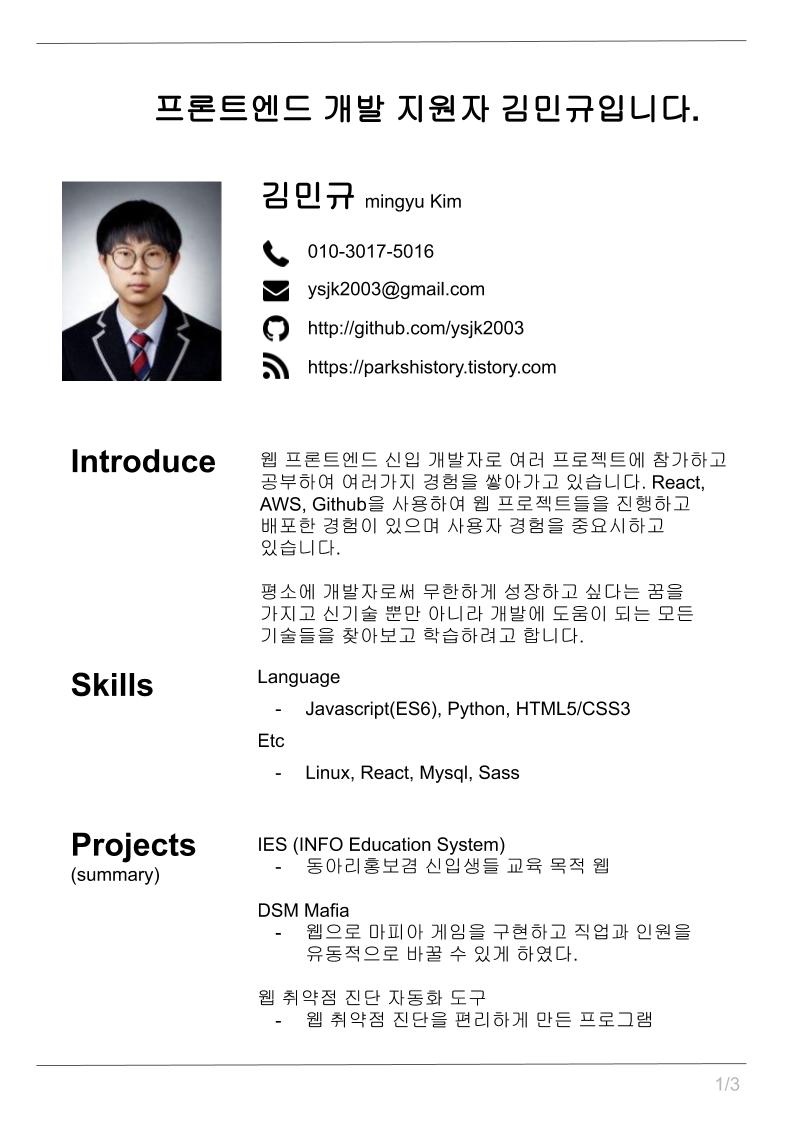 프론트엔드 개발 지원자 김민규입니다.
김민규 mingyu Kim
010-3017-5016
ysjk2003@gmail.com
http://github.com/ysjk2003
https://parkshistory.tistory.com
Introduce
웹 프론트엔드 신입 개발자로 여러 프로젝트에 참가하고
공부하여 여러가지 경험을 쌓아가고 있습니다. React,
AWS, Github을 사용하여 웹 프로젝트들을 진행하고
배포한 경험이 있으며 사용자 경험을 중요시하고
있습니다.
평소에 개발자로써 무한하게 성장하고 싶다는 꿈을
가지고 신기술 뿐만 아니라 개발에 도움이 되는 모든
기술들을 찾아보고 학습하려고 합니다.
Skills
Language
- Javascript(ES6), Python, HTML5/CSS3
Etc
- Linux, React, Mysql, Sass
Projects
(summary)
IES (INFO Education System)
- 동아리홍보겸 신입생들 교육 목적 웹
DSM Mafia
- 웹으로 마피아 게임을 구현하고 직업과 인원을
유동적으로 바꿀 수 있게 하였다.
웹 취약점 진단 자동화 도구
- 웹 취약점 진단을 편리하게 만든 프로그램
1/3